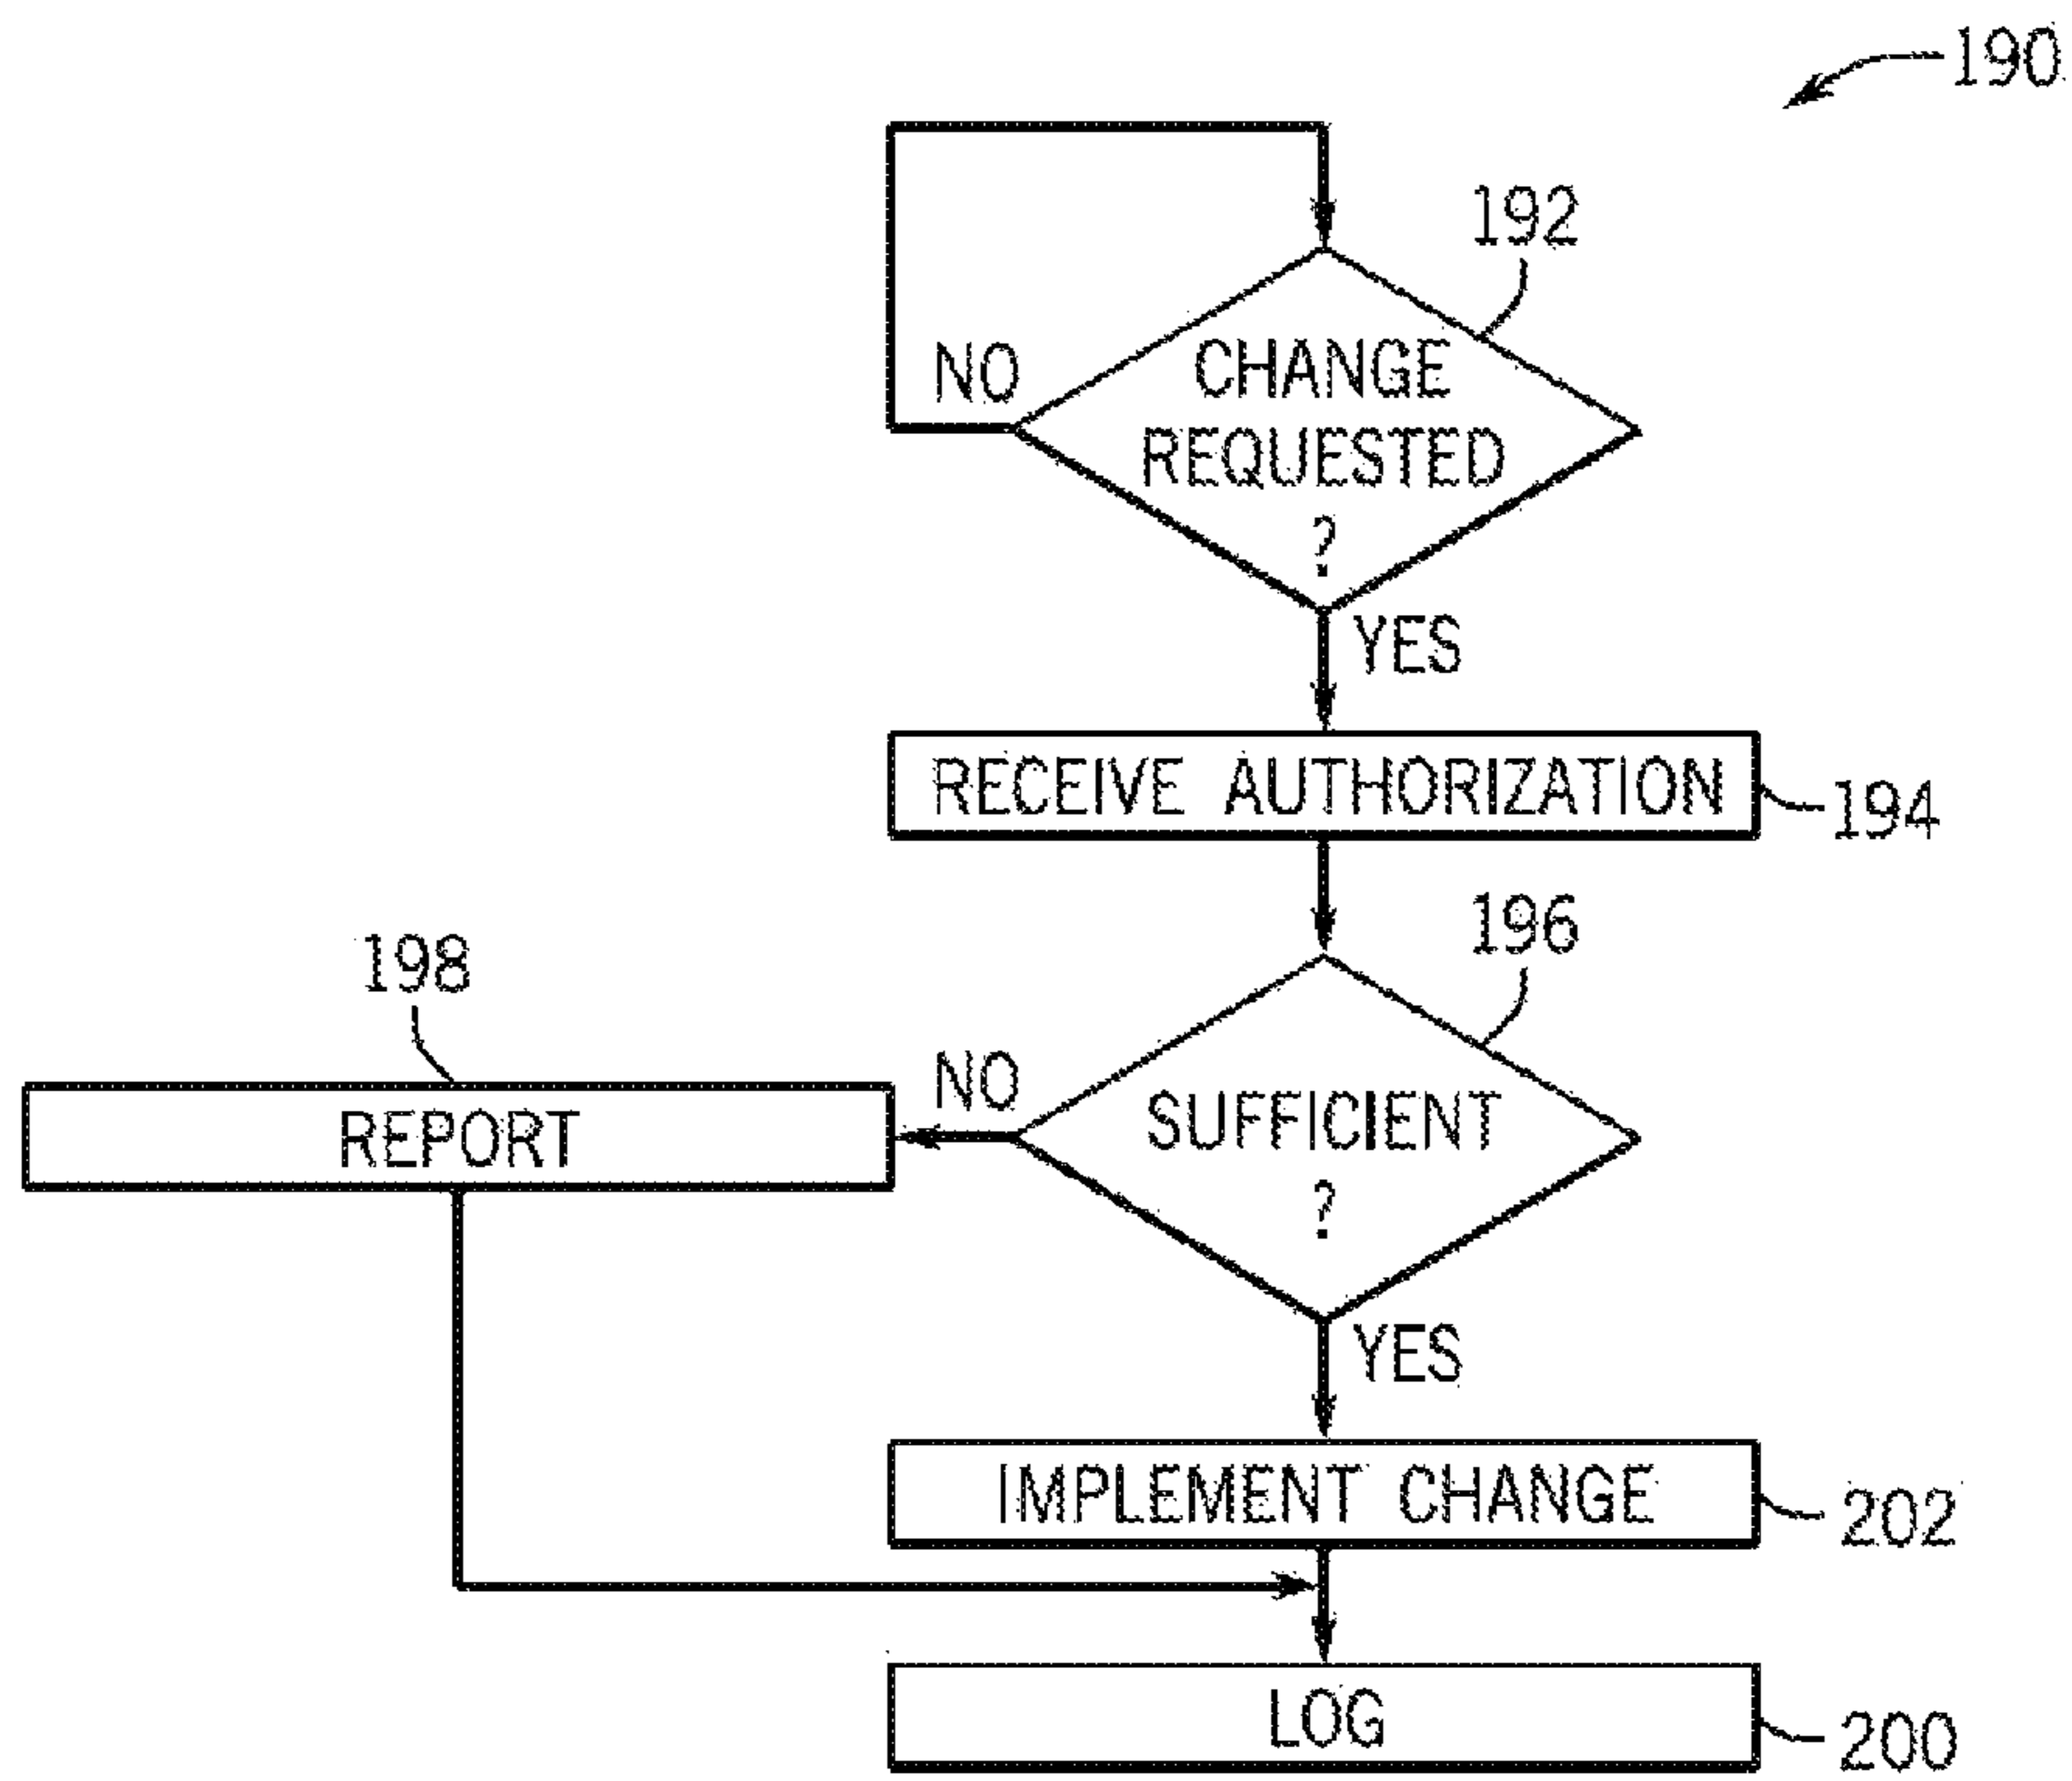 190
192
CHANGE
NO
REQUESTED
?
YES
RECEIVE AUTHORIZATION
194
196
198
NO
SUFFICIENT
REPORT
?
YES
IMPLEMENT CHANGE
202
LOG
200